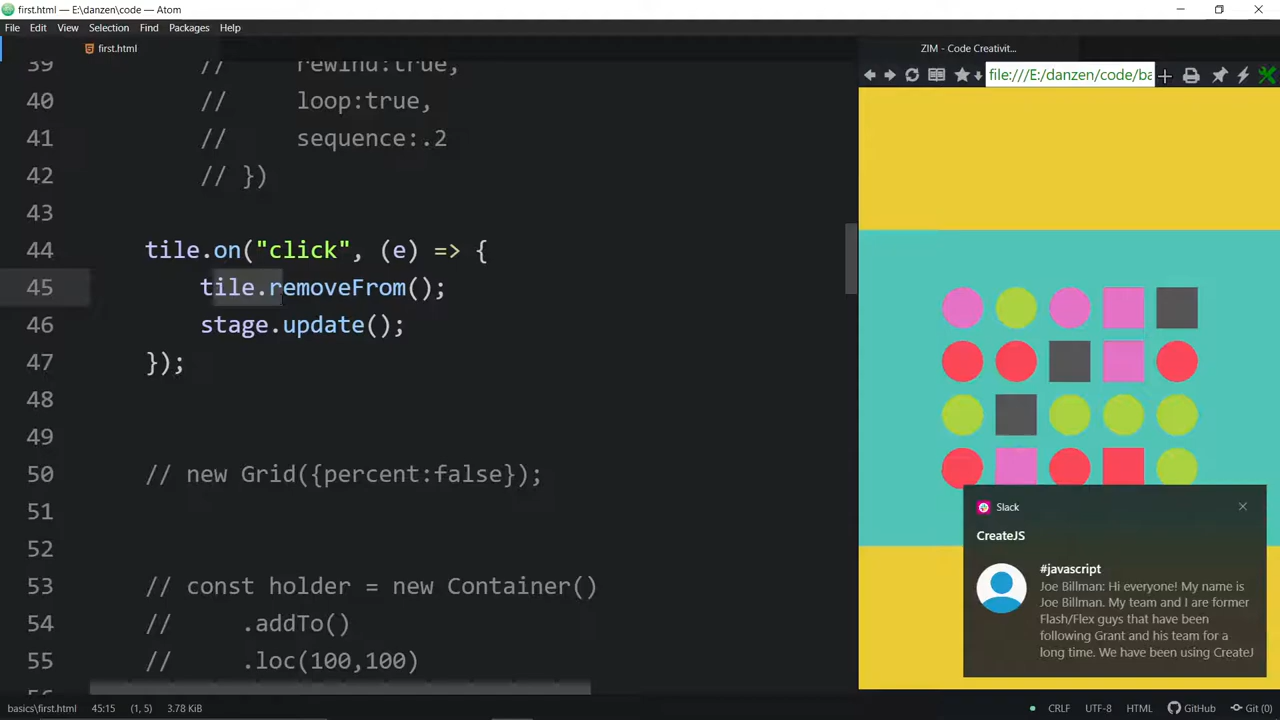 first.html — E:\danzen\code — Atom
File Edit View Selection Find Packages Help
first.html
39 // rewind:true,
40 // loop:true,
41 // sequence:.2
42 // })
43
44 tile.on("click", (e) => {
45 tile.removeFrom();
46 stage.update();
47 });
48
49
50 // new Grid({percent:false});
51
52
53 // const holder = new Container()
54 // .addTo()
55 // .loc(100,100)
basics\first.html 45:15 (1, 5) 3.78 KiB
CRLF UTF-8 HTML GitHub Git (0)
ZIM - Code Creativit...
file:///E:/danzen/code/ba
Slack
CreateJS
#javascript
Joe Billman: Hi everyone! My name is
Joe Billman. My team and I are former
Flash/Flex guys that have been
following Grant and his team for a
long time. We have been using CreateJ